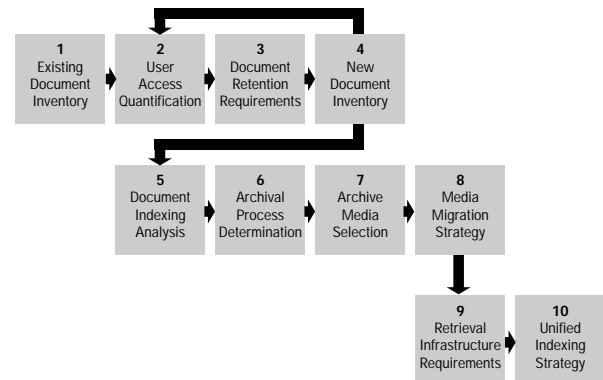 1
Existing
Document
Inventory
2
User
Access
Quantification
3
Document
Retention
Requirements
4
New
Document
Inventory
5
Document
Indexing
Analysis
6
Archival
Process
Determination
7
Archive
Media
Selection
8
Media
Migration
Strategy
9
Retrieval
Infrastructure
Requirements
10
Unified
Indexing
Strategy